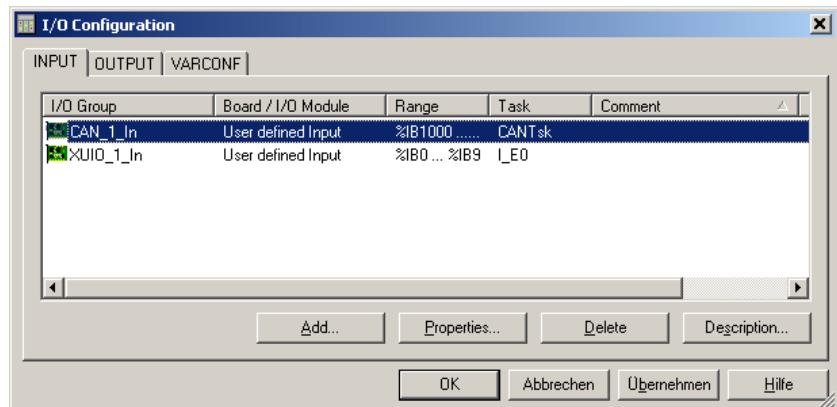 I/O Configuration
INPUT OUTPUT VARCONF
I/O Group Board / I/O Module Range Task Comment
CAN_1_In User defined Input %IB1000 ...... CANTsk
XUIO_1_In User defined Input %IB0 ... %IB9 I_E0
Add... Properties... Delete Description...
OK Abbrechen Übernehmen Hilfe